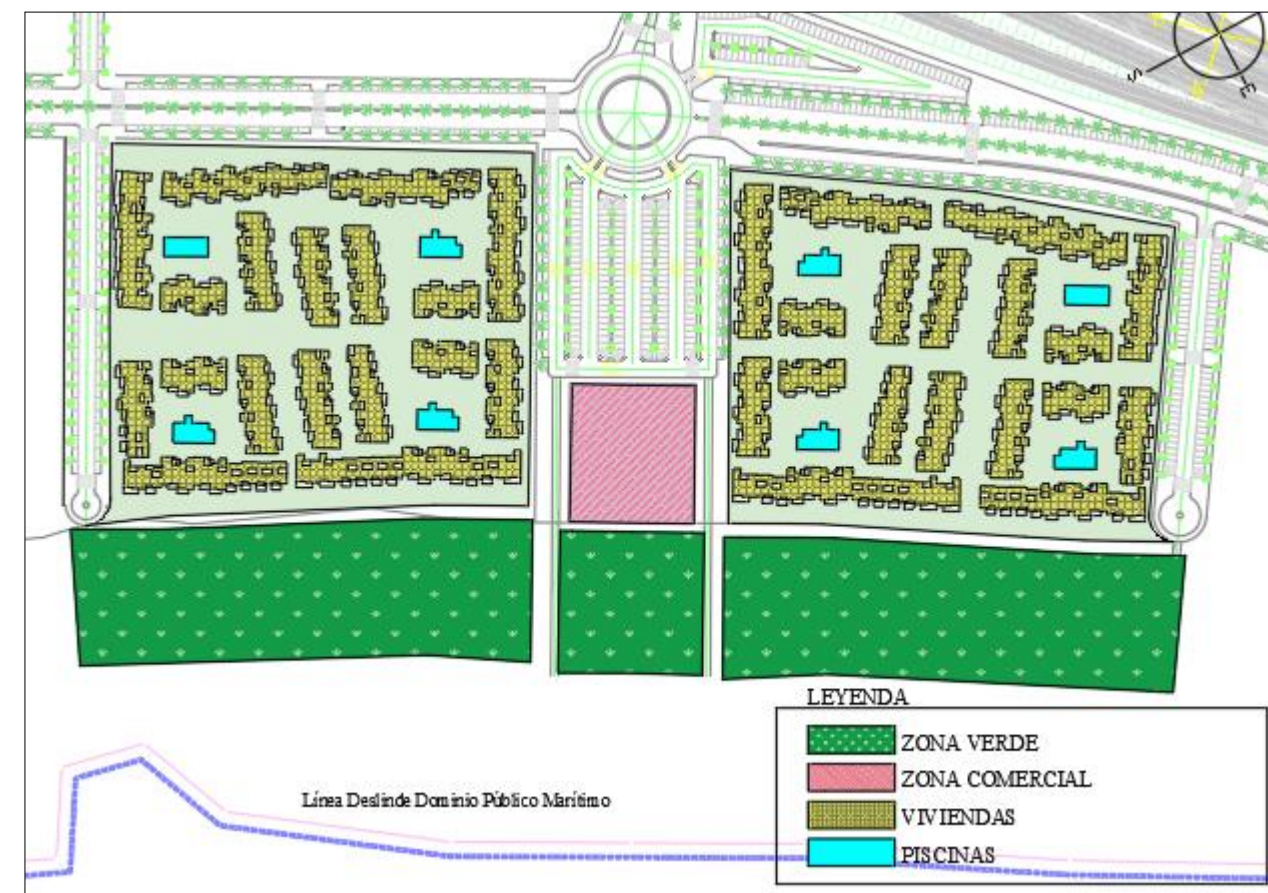 S
E
LEYENDA
ZONA VERDE
ZONA COMERCIAL
VIVIENDAS
PISCINAS
Línea Deslinde Dominio Público Marítimo